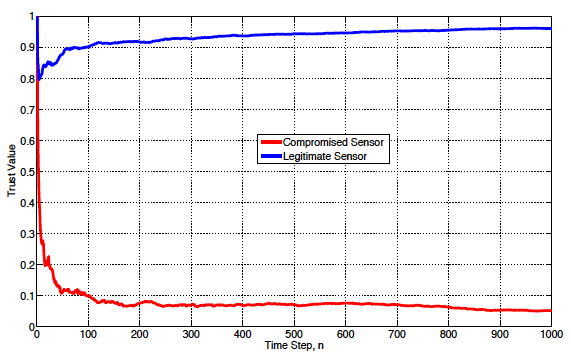 1
0.9
0.8
0.7
0.6
0.5
0.4
0.3
0.2
0.1
0
Trust Value
Compromised Sensor
Legitimate Sensor
0 100 200 300 400 500 600 700 800 900 1000
Time Step, n